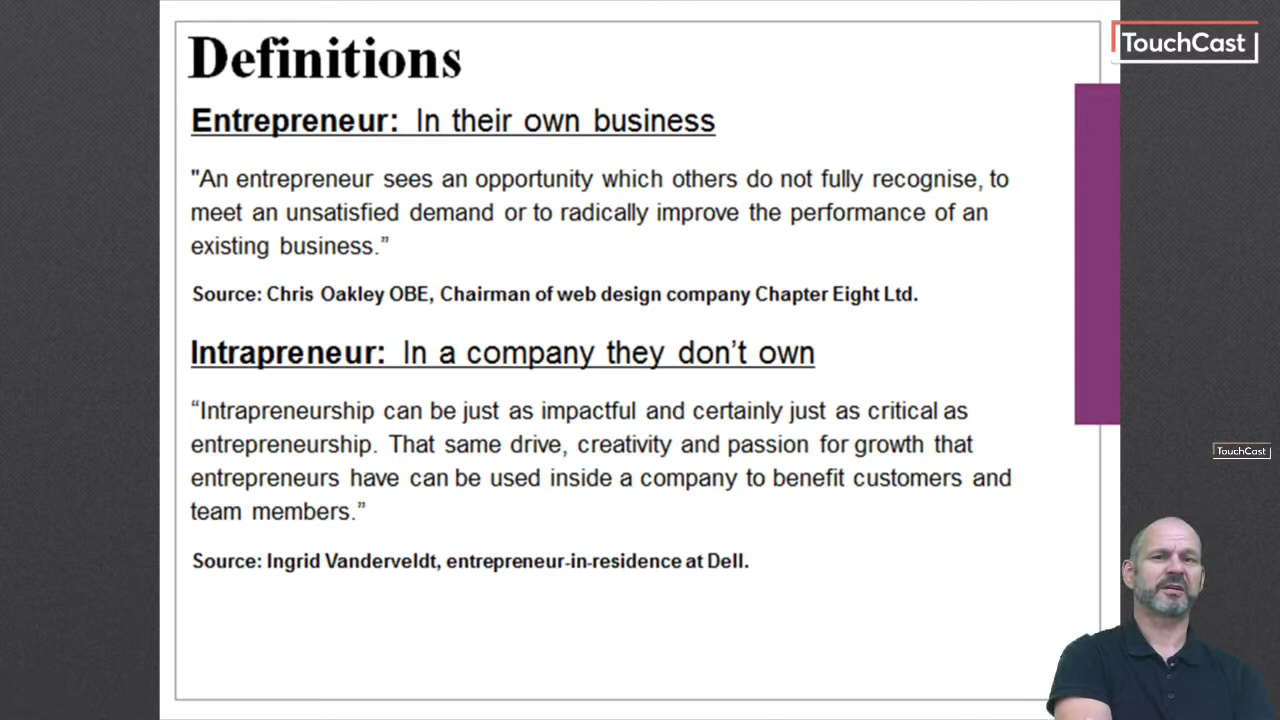 Definitions
TouchCast
Entrepreneur: In their own business
"An entrepreneur sees an opportunity which others do not fully recognise, to
meet an unsatisfied demand or to radically improve the performance of an
existing business.”
Source: Chris Oakley OBE, Chairman of web design company Chapter Eight Ltd.
Intrapreneur: In a company they don’t own
“Intrapreneurship can be just as impactful and certainly just as critical as
entrepreneurship. That same drive, creativity and passion for growth that
entrepreneurs have can be used inside a company to benefit customers and
team members.”
TouchCast
Source: Ingrid Vanderveldt, entrepreneur-in-residence at Dell.